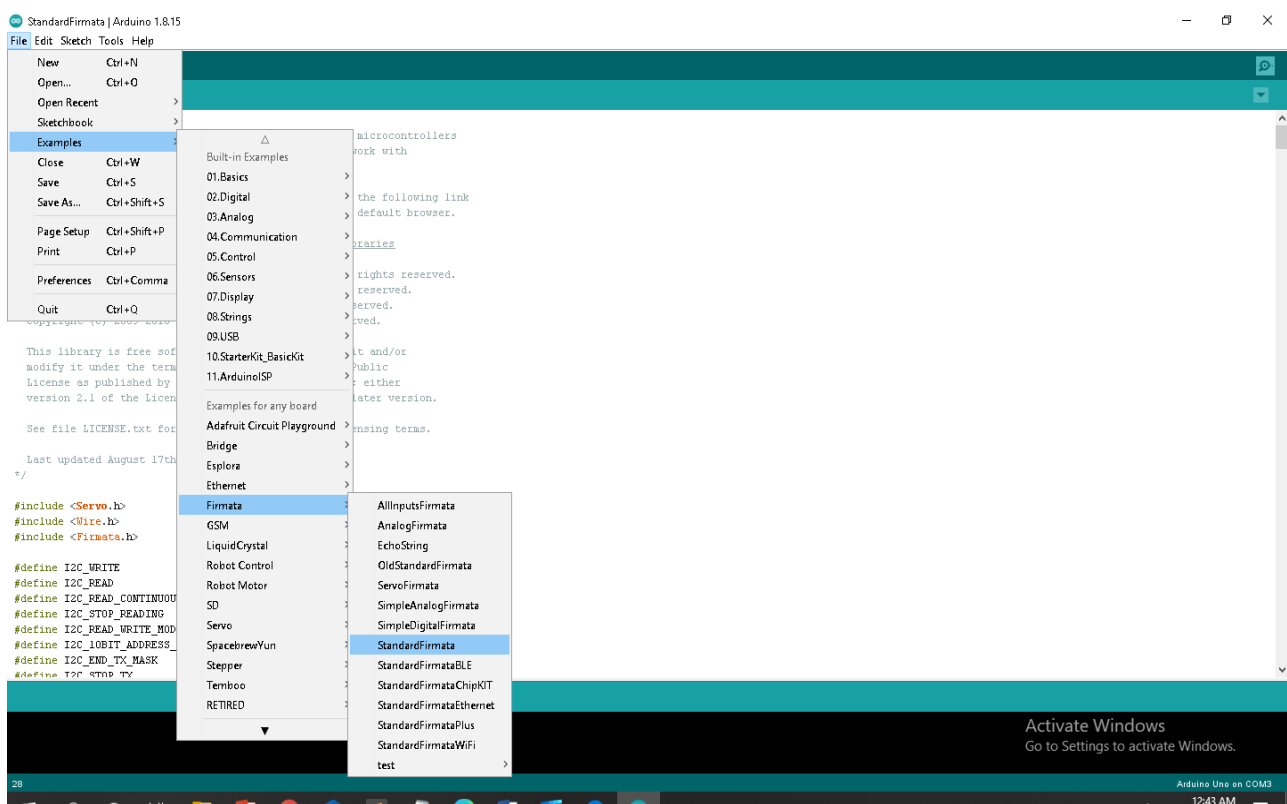 StandardFirmata | Arduino 1.8.15
File Edit Sketch Tools Help
New Ctrl+N
Open... Ctrl+O
Open Recent
Sketchbook
Examples
Close Ctrl+W
Save Ctrl+S
Save As... Ctrl+Shift+S
Page Setup Ctrl+Shift+P
Print Ctrl+P
Preferences Ctrl+Comma
Quit Ctrl+Q
Built-in Examples
01.Basics
02.Digital
03.Analog
04.Communication
05.Control
06.Sensors
07.Display
08.Strings
09.USB
10.StarterKit_BasicKit
11.ArduinoISP
Examples for any board
Adafruit Circuit Playground
Bridge
Esplora
Ethernet
Firmata
GSM
LiquidCrystal
Robot Control
Robot Motor
SD
Servo
SpacebrewYun
Stepper
Temboo
RETIRED
AllInputsFirmata
AnalogFirmata
EchoString
OldStandardFirmata
ServoFirmata
SimpleAnalogFirmata
SimpleDigitalFirmata
StandardFirmata
StandardFirmataBLE
StandardFirmataChipKIT
StandardFirmataEthernet
StandardFirmataPlus
StandardFirmataWiFi
test
microcontrollers
work with
the following link
default browser.
raries
rights reserved.
reserved.
served.
rved.
This library is free sof it and/or
modify it under the term Public
License as published by either
version 2.1 of the Licen later version.
See file LICENSE.txt for ensing terms.
Last updated August 17th
*/
#include <Servo.h>
#include <Wire.h>
#include <Firmata.h>
#define I2C_WRITE
#define I2C_READ
#define I2C_READ_CONTINUOU
#define I2C_STOP_READING
#define I2C_READ_WRITE_MOD
#define I2C_10BIT_ADDRESS_
#define I2C_END_TX_MASK
#define I2C_STOP_TX
Activate Windows
Go to Settings to activate Windows.
28
Arduino Uno on COM3
12:43 AM